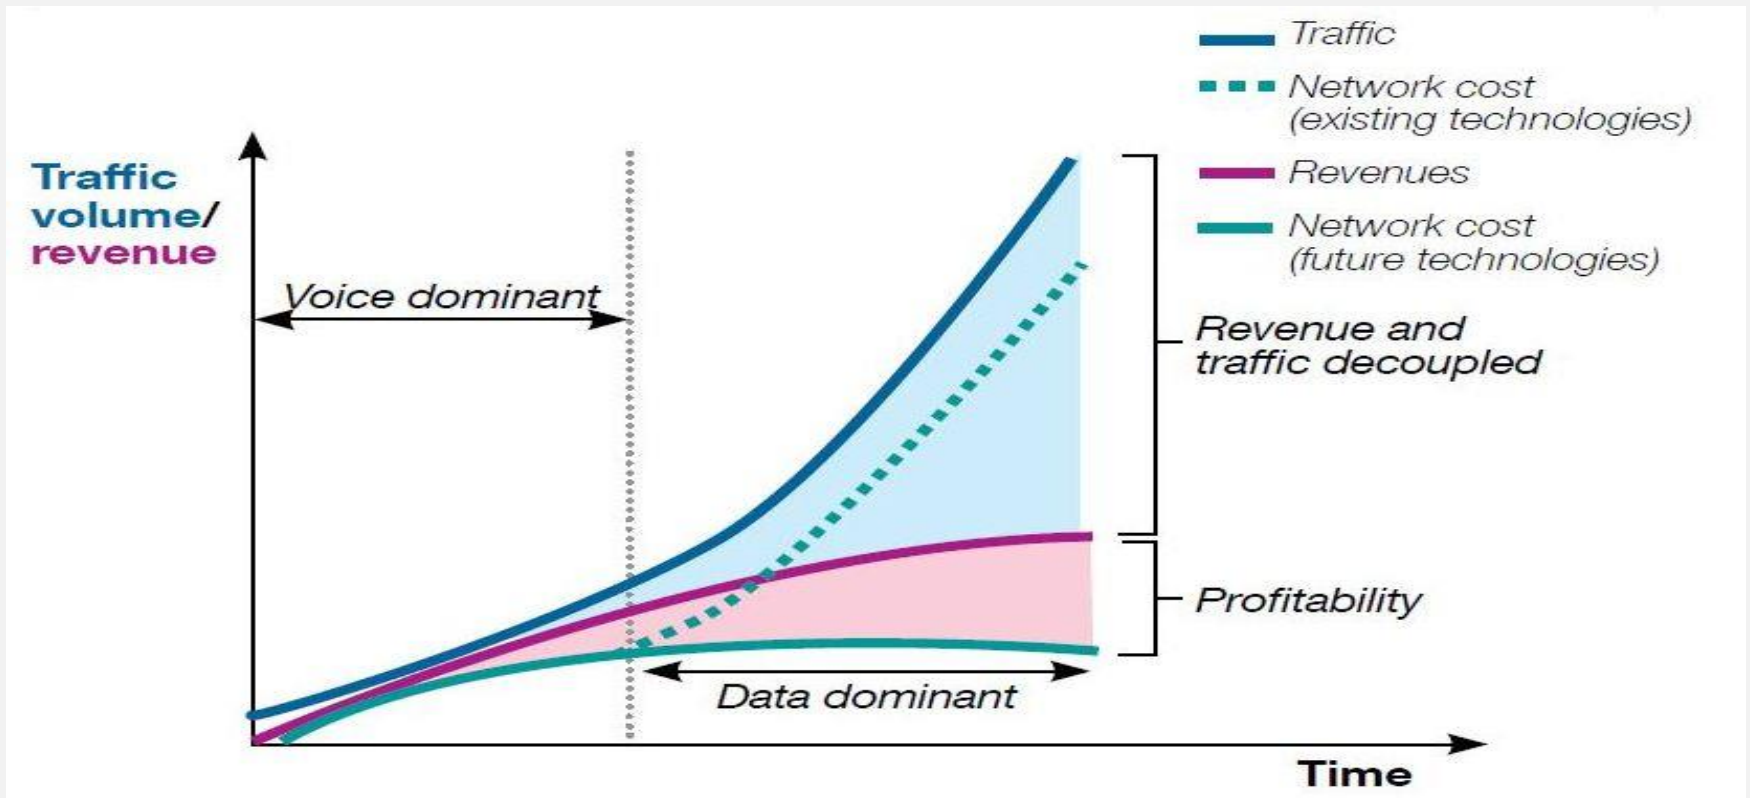 Traffic
Network cost
(existing technologies)
Revenues
Network cost
(future technologies)
Traffic
volume/
revenue
Voice dominant
Revenue and
traffic decoupled
Profitability
Data dominant
Time